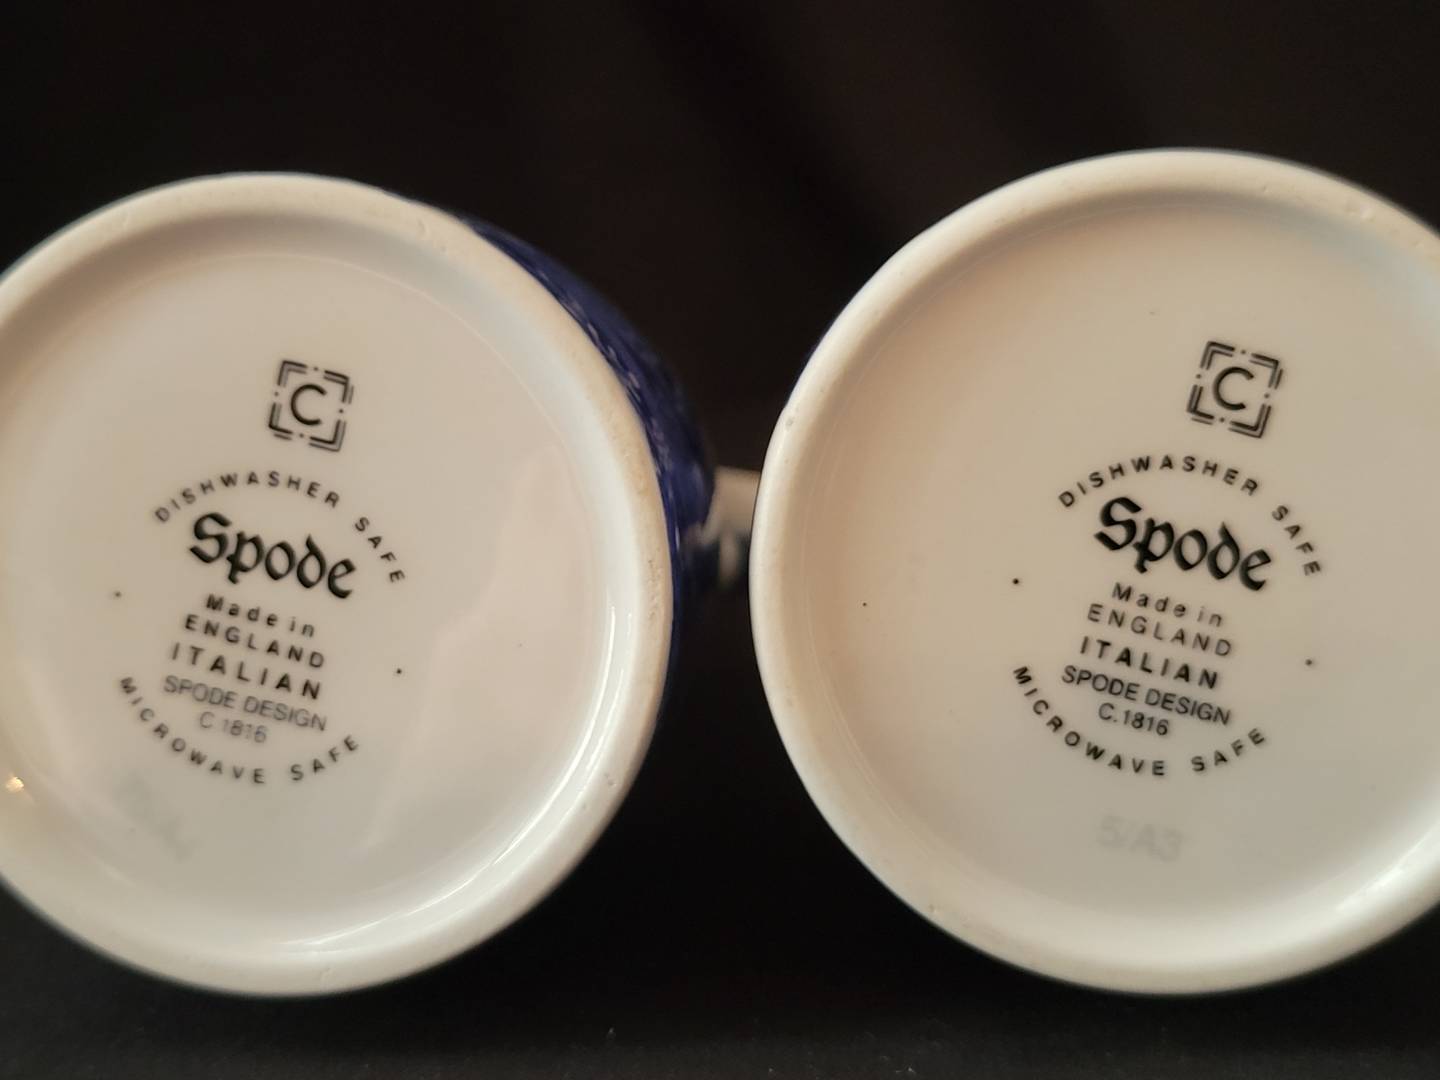 C
DISHWASHER SAFE
Spode
Made in
ENGLAND
ITALIAN
SPODE DESIGN
C.1816
MICROWAVE SAFE
C
DISHWASHER SAFE
Spode
Made in
ENGLAND
ITALIAN
SPODE DESIGN
C.1816
MICROWAVE SAFE
5/A3